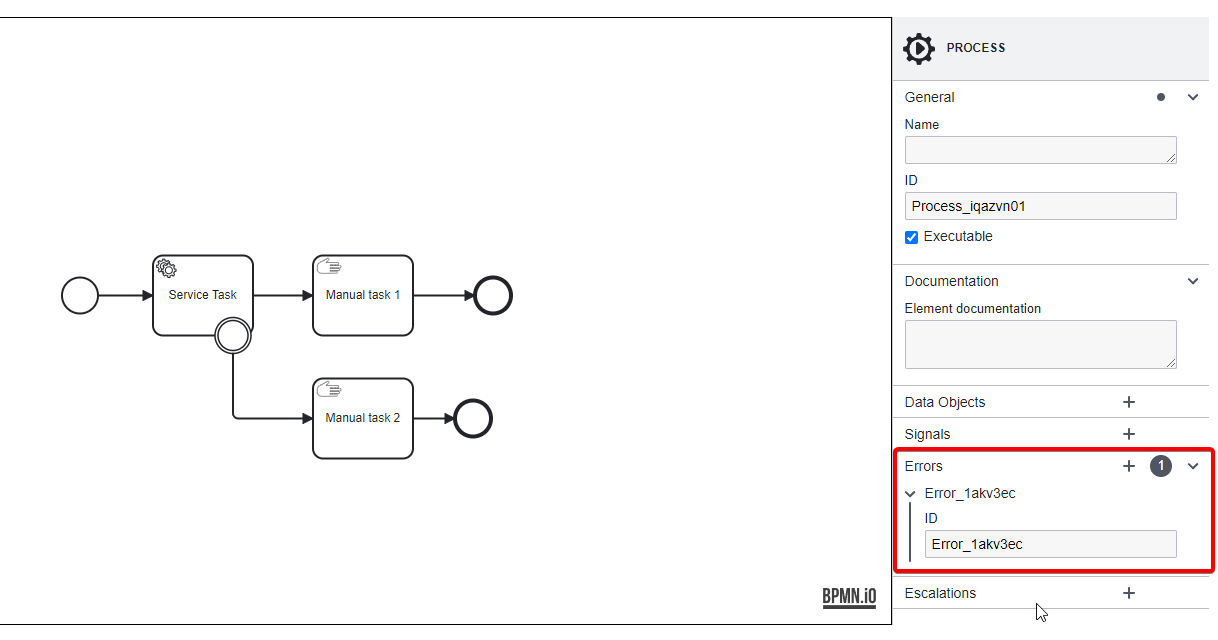 PROCESS
General
Name
ID
Process_iqazvn01
Executable
Documentation
Element documentation
Data Objects
Signals
Errors
1
Error_1akv3ec
ID
Error_1akv3ec
Escalations
Service Task
Manual task 1
Manual task 2
BPMN.iO